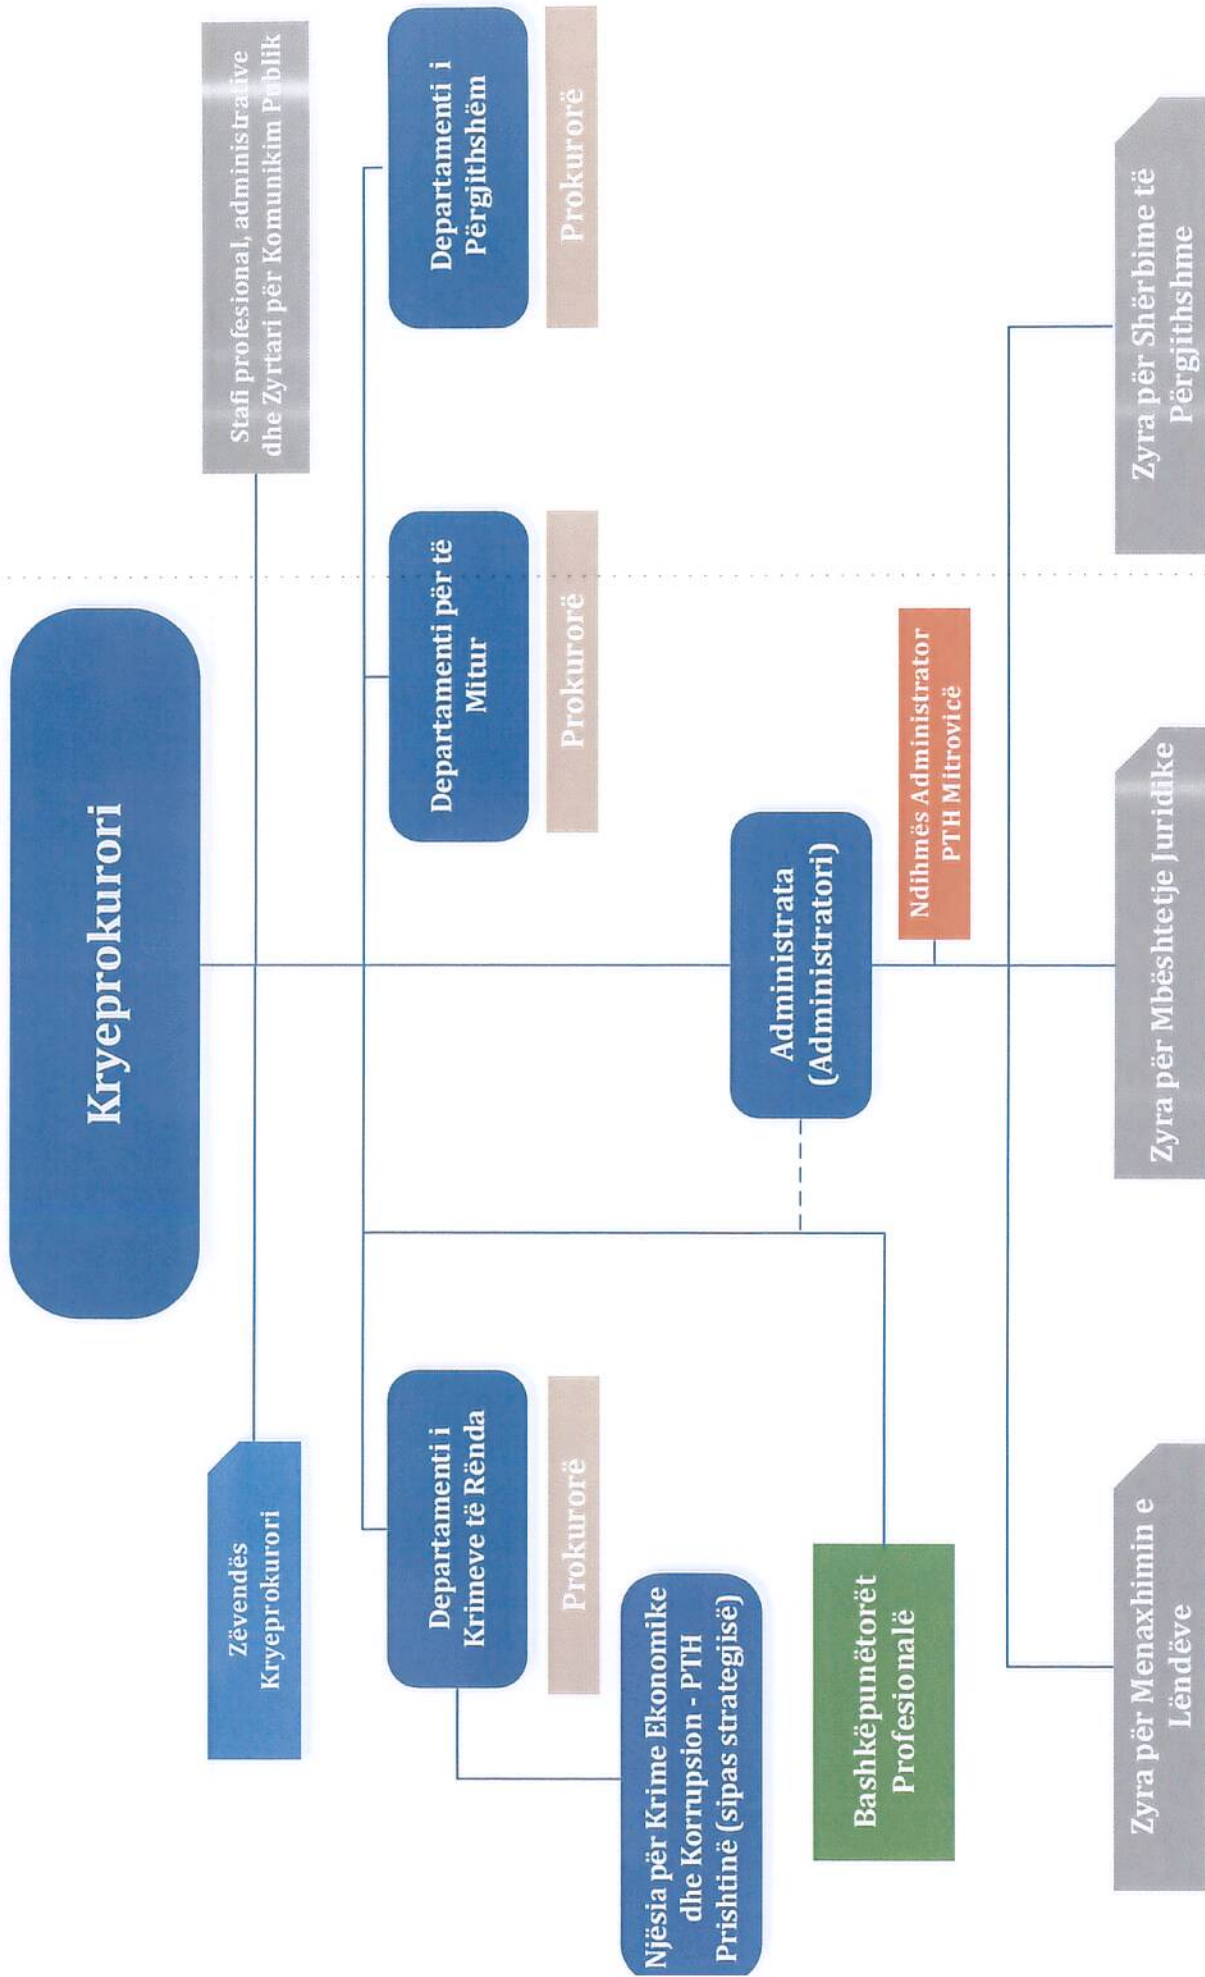 Kryeprokurori
Zëvendës
Kryeprokurori
Stafi profesional, administrative
dhe Zyrtari për Komunikim Publik
Departamenti i
Krimeve të Rënda
Departamenti për të
Mitur
Departamenti i
Përgjithshëm
Prokurorë
Prokurorë
Prokurorë
Njësia për Krime Ekonomike
dhe Korrupsion - PTH
Prishtinë (sipas strategjisë)
Administrata
(Administratori)
Bashkëpunëtorët
Profesionalë
Ndihmës Administrator
PTH Mitrovicë
Zyra për Menaxhimin e
Lëndëve
Zyra për Mbështetje Juridike
Zyra për Shërbime të
Përgjithshme